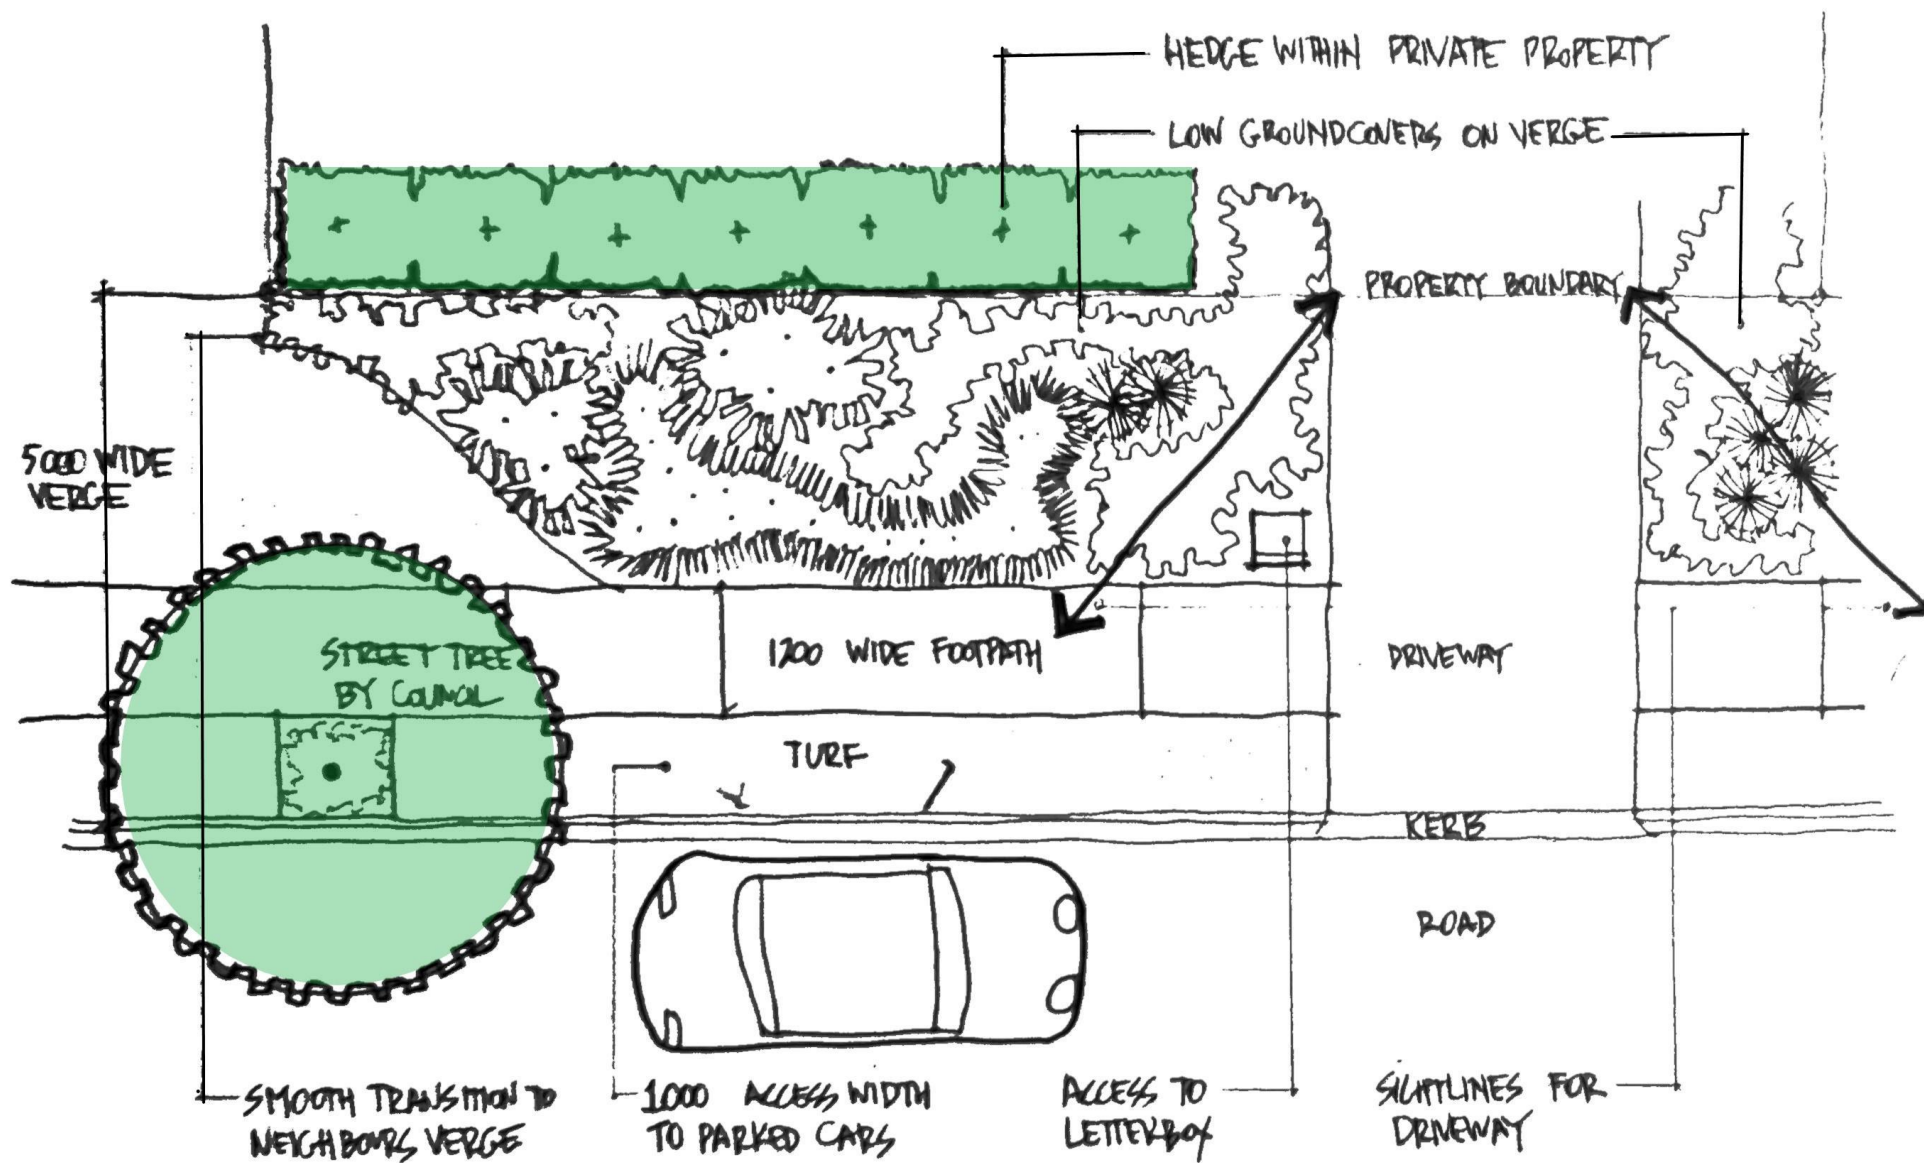 HEDGE WITHIN PRIVATE PROPERTY
LOW GROUNDCOVERS ON VERGE
PROPERTY BOUNDARY
5000 WIDE
VERGE
STREET TREE
BY COUNCIL
1200 WIDE FOOTPATH
DRIVEWAY
TURF
KERB
ROAD
SMOOTH TRANSITION TO
NEIGHBOURS VERGE
1000 ACCESS WIDTH
TO PARKED CARS
ACCESS TO
LETTERBOX
SIGHTLINES FOR
DRIVEWAY